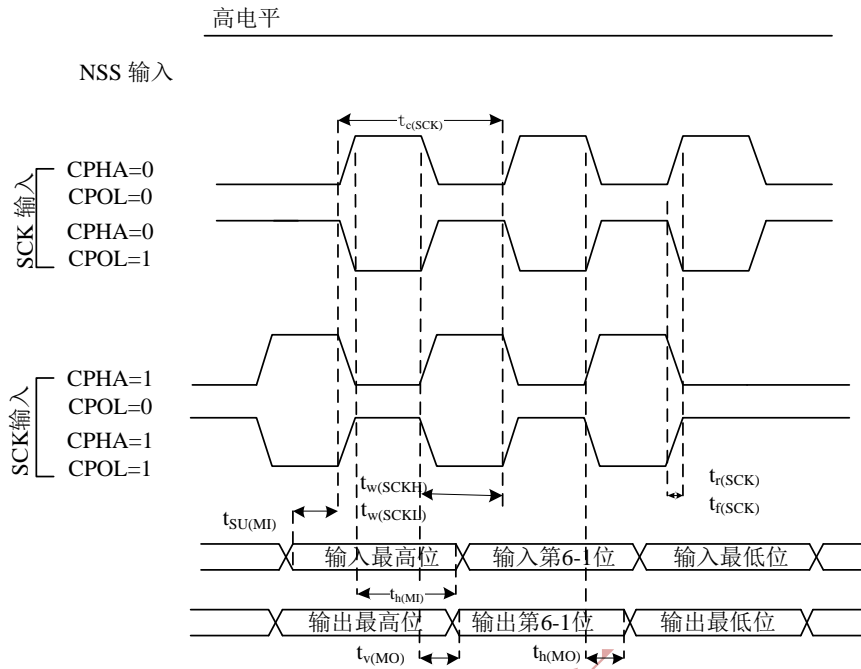 高电平
NSS 输入
tc(SCK)
SCK 输入
CPHA=0
CPOL=0
CPHA=0
CPOL=1
SCK输入
CPHA=1
CPOL=0
CPHA=1
CPOL=1
tw(SCKH)
tw(SCKL)
tr(SCK)
tf(SCK)
tSU(MI)
输入最高位 输入第6-1位 输入最低位
th(MI)
输出最高位 输出第6-1位 输出最低位
tv(MO) th(MO)